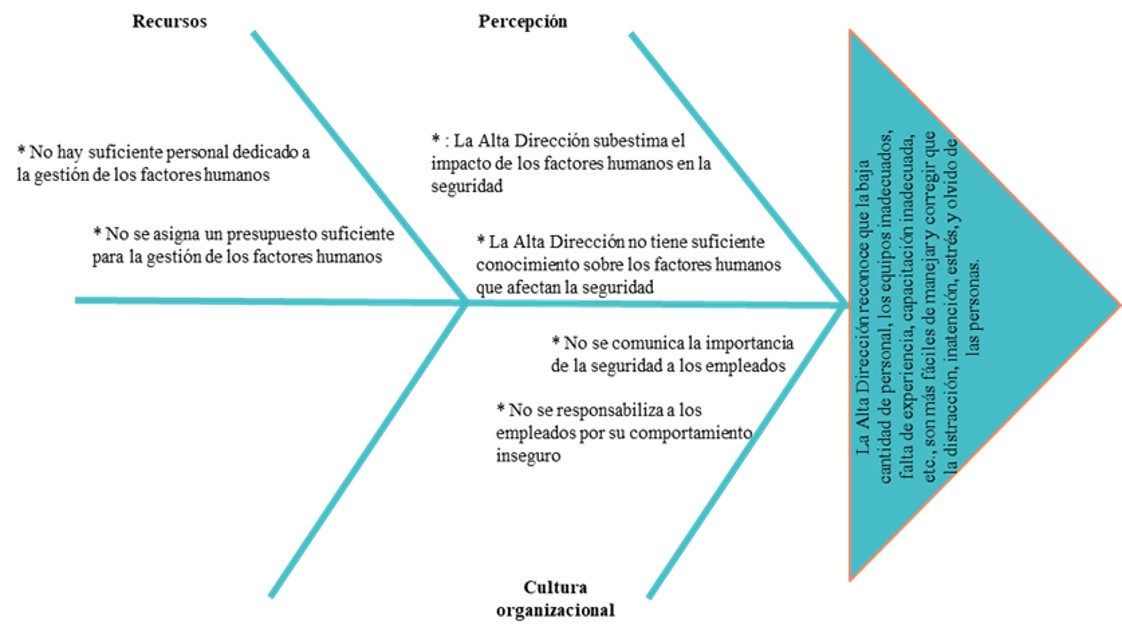 Recursos
Percepción
* No hay suficiente personal dedicado a
la gestión de los factores humanos
* No se asigna un presupuesto suficiente
para la gestión de los factores humanos
* : La Alta Dirección subestima el
impacto de los factores humanos en la
seguridad
* La Alta Dirección no tiene suficiente
conocimiento sobre los factores humanos
que afectan la seguridad
* No se comunica la importancia
de la seguridad a los empleados
* No se responsabiliza a los
empleados por su comportamiento
inseguro
Cultura
organizacional
La Alta Dirección reconoce que la baja
cantidad de personal, los equipos inadecuados,
falta de experiencia, capacitación inadecuada,
etc., son más fáciles de manejar y corregir que
la distracción, inatención, estrés, y olvido de
las personas.